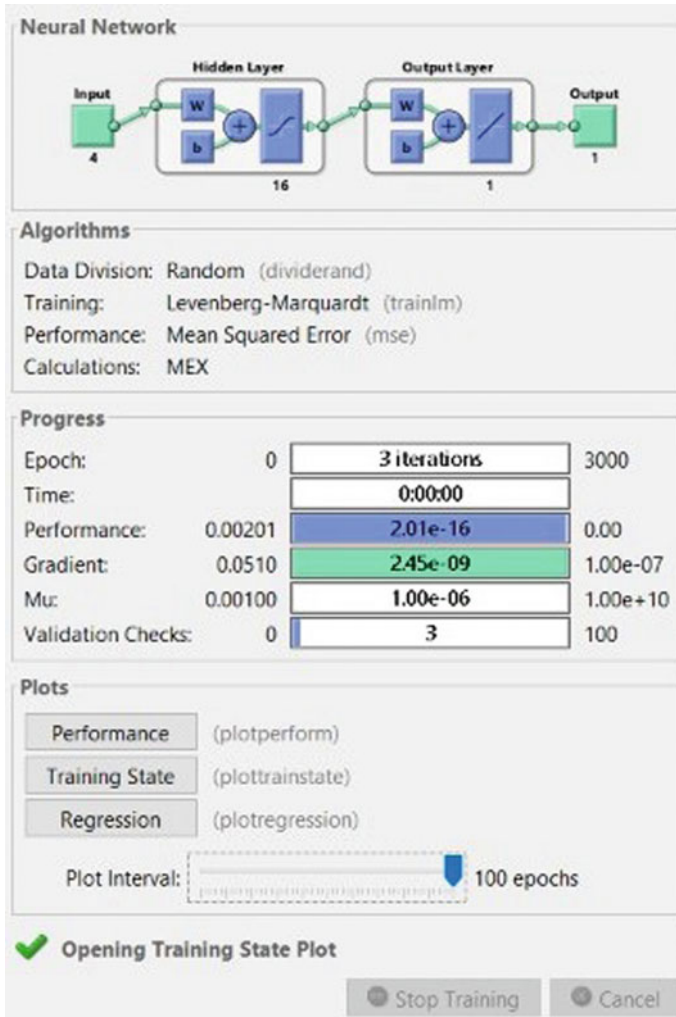 Neural Network
Hidden Layer
Output Layer
Input
Output
W
b
+
W
b
+
4
16
1
1
Algorithms
Data Division: Random (dividerand)
Training: Levenberg-Marquardt (trainlm)
Performance: Mean Squared Error (mse)
Calculations: MEX
Progress
Epoch: 0 3 iterations 3000
Time: 0:00:00
Performance: 0.00201 2.01e-16 0.00
Gradient: 0.0510 2.45e-09 1.00e-07
Mu: 0.00100 1.00e-06 1.00e+10
Validation Checks: 0 3 100
Plots
Performance (plotperform)
Training State (plottrainstate)
Regression (plotregression)
Plot Interval: 100 epochs
Opening Training State Plot
Stop Training Cancel